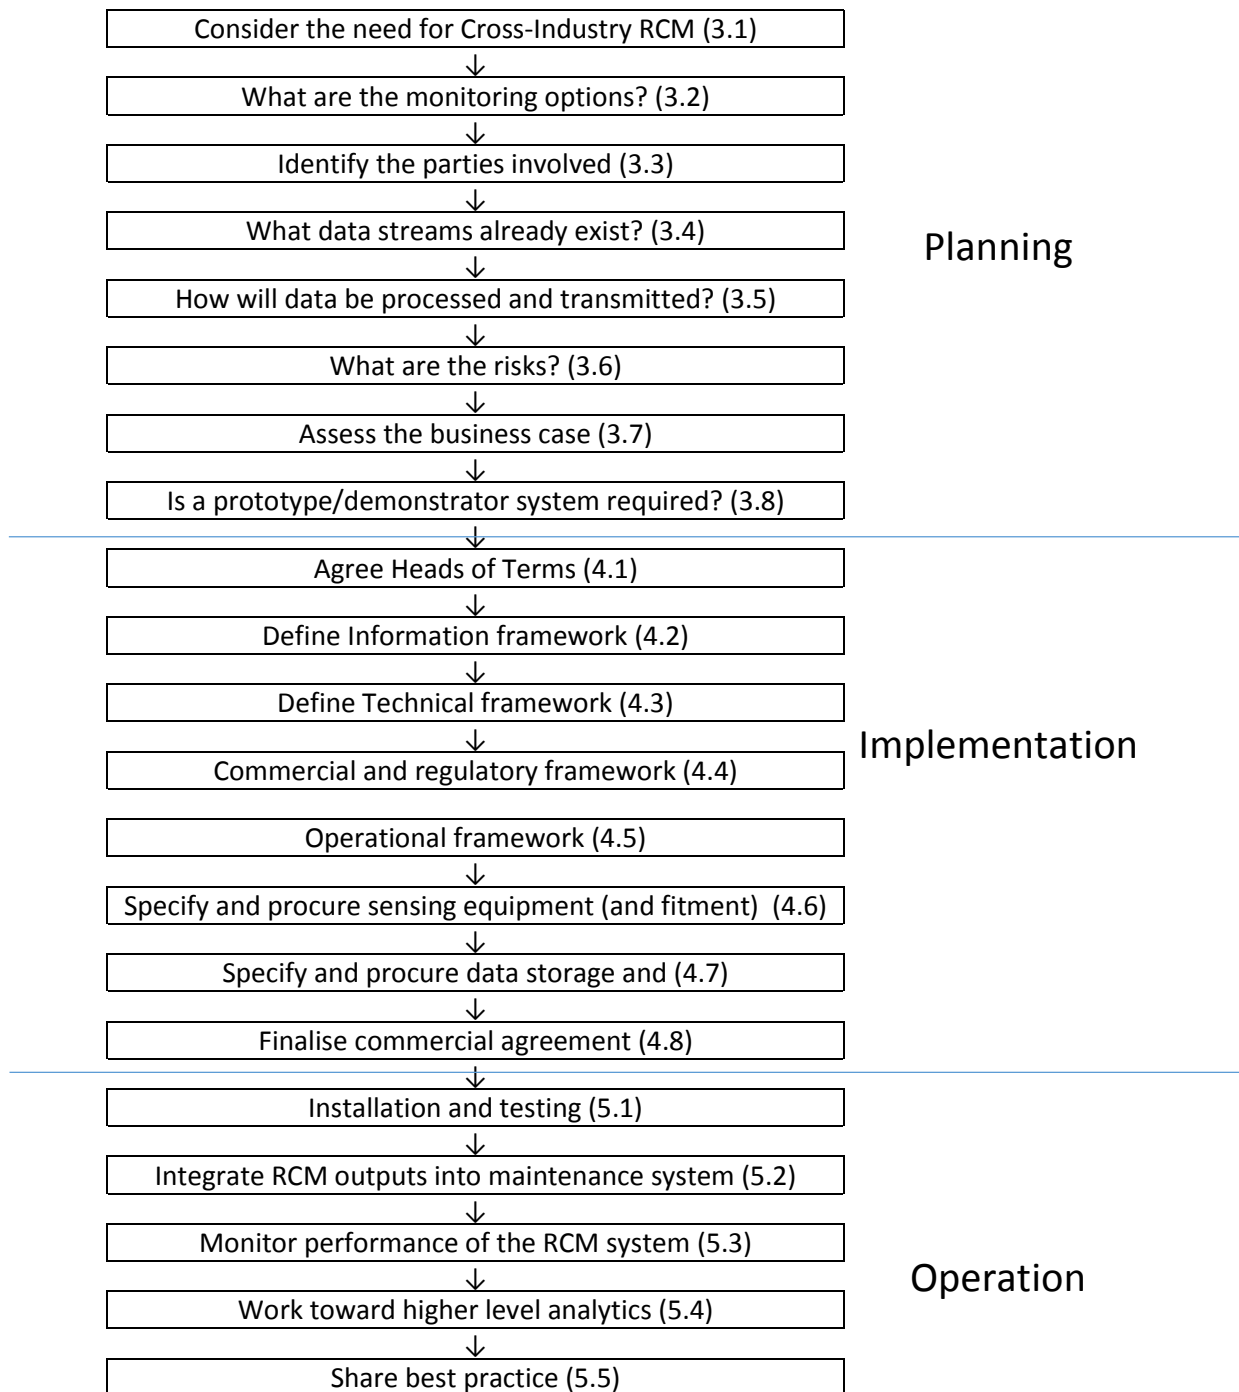 Consider the need for Cross-Industry RCM (3.1)
What are the monitoring options? (3.2)
Identify the parties involved (3.3)
What data streams already exist? (3.4)
Planning
How will data be processed and transmitted? (3.5)
What are the risks? (3.6)
Assess the business case (3.7)
Is a prototype/demonstrator system required? (3.8)
Agree Heads of Terms (4.1)
Define Information framework (4.2)
Define Technical framework (4.3)
Implementation
Commercial and regulatory framework (4.4)
Operational framework (4.5)
Specify and procure sensing equipment (and fitment)  (4.6)
Specify and procure data storage and (4.7)
Finalise commercial agreement (4.8)
Installation and testing (5.1)
Integrate RCM outputs into maintenance system (5.2)
Monitor performance of the RCM system (5.3)
Operation
Work toward higher level analytics (5.4)
Share best practice (5.5)